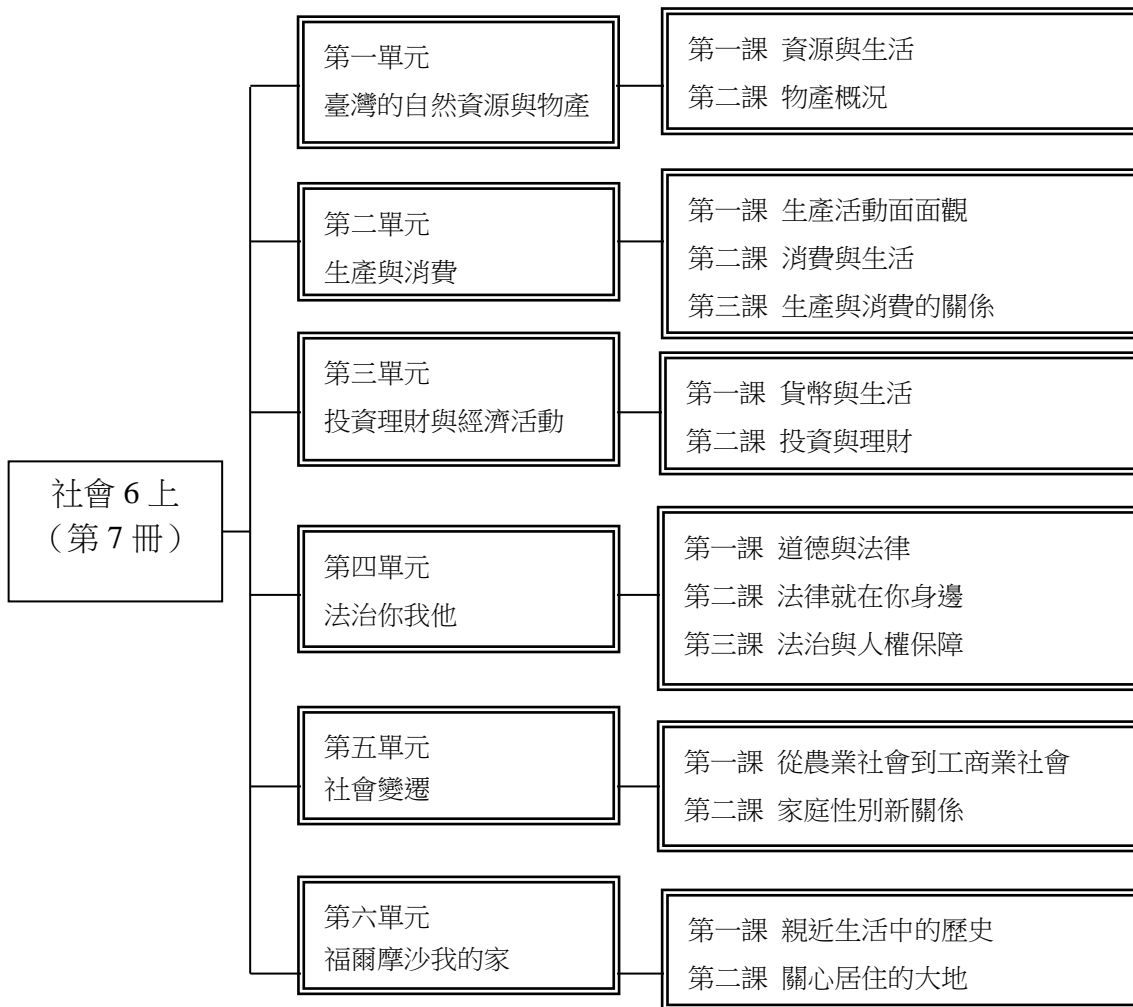 社會 6 上
（第 7 冊）
第一單元
臺灣的自然資源與物產
第一課 資源與生活
第二課 物產概況
第二單元
生產與消費
第一課 生產活動面面觀
第二課 消費與生活
第三課 生產與消費的關係
第三單元
投資理財與經濟活動
第一課 貨幣與生活
第二課 投資與理財
第四單元
法治你我他
第一課 道德與法律
第二課 法律就在你身邊
第三課 法治與人權保障
第五單元
社會變遷
第一課 從農業社會到工商業社會
第二課 家庭性別新關係
第六單元
福爾摩沙我的家
第一課 親近生活中的歷史
第二課 關心居住的大地